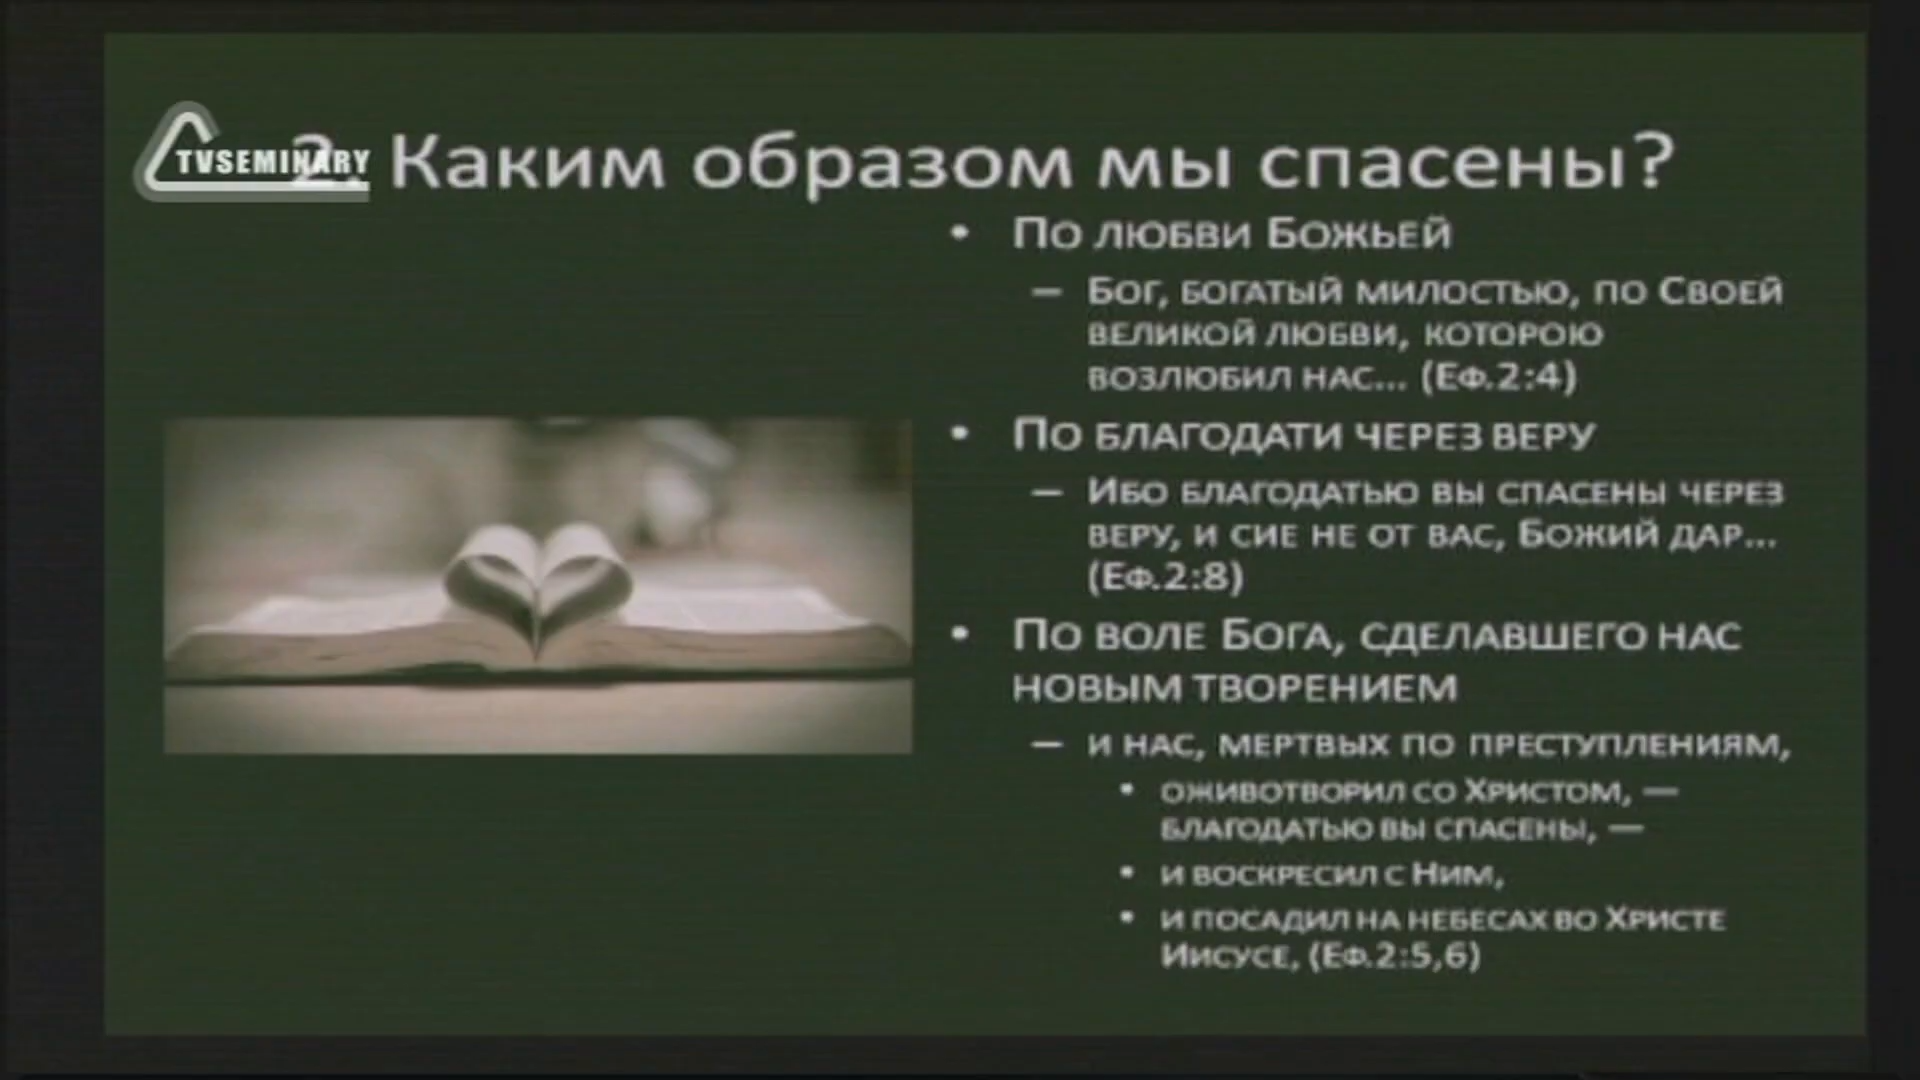 TVSEMINARY
2. Каким образом мы спасены?
• По любви Божьей
– Бог, богатый милостью, по Своей
великой любви, которою
возлюбил нас... (Еф.2:4)
• По благодати через веру
– Ибо благодатью вы спасены через
веру, и сие не от вас, Божий дар...
(Еф.2:8)
• По воле Бога, сделавшего нас
новым творением
– и нас, мертвых по преступлениям,
• оживотворил со Христом, —
благодатью вы спасены, —
• и воскресил с Ним,
• и посадил на небесах во Христе
Иисусе, (Еф.2:5,6)